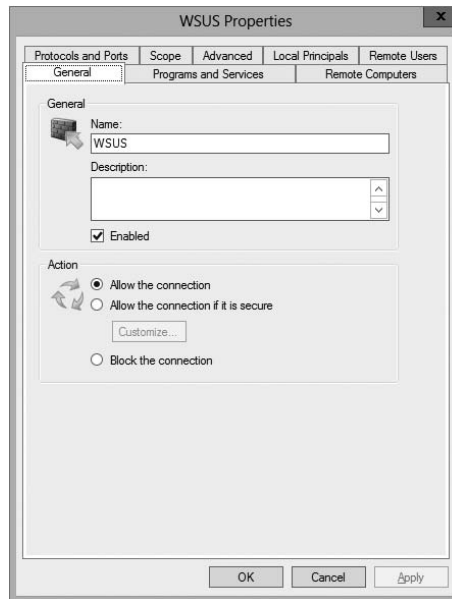 WSUS Properties
x
Protocols and Ports Scope Advanced Local Principals Remote Users
General Programs and Services Remote Computers
General
Name:
WSUS
Description:
Enabled
Action
Allow the connection
Allow the connection if it is secure
Customize...
Block the connection
OK Cancel Apply